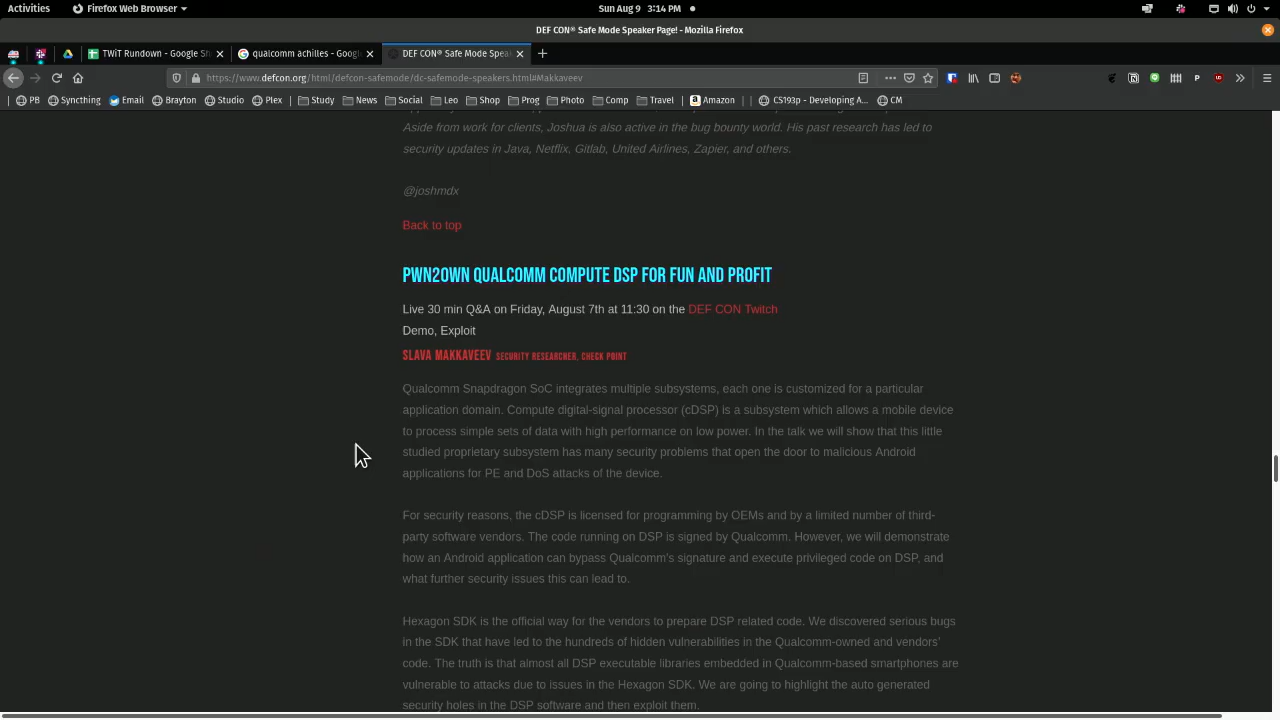 Activities Firefox Web Browser Sun Aug 9 3:14 PM
DEF CON® Safe Mode Speaker Page! - Mozilla Firefox
TWiT Rundown - Google Sh qualcomm achilles - Googl DEF CON® Safe Mode Speak
https://www.defcon.org/html/defcon-safemode/dc-safemode-speakers.html#Makkaveev
PB Syncthing Email Brayton Studio Plex Study News Social Leo Shop Prog Photo Comp Travel Amazon CS193p - Developing A... CM
Aside from work for clients, Joshua is also active in the bug bounty world. His past research has led to
security updates in Java, Netflix, Gitlab, United Airlines, Zapier, and others.
@joshmdx
Back to top
PWN2OWN QUALCOMM COMPUTE DSP FOR FUN AND PROFIT
Live 30 min Q&A on Friday, August 7th at 11:30 on the DEF CON Twitch
Demo, Exploit
SLAVA MAKKAVEEV SECURITY RESEARCHER, CHECK POINT
Qualcomm Snapdragon SoC integrates multiple subsystems, each one is customized for a particular
application domain. Compute digital-signal processor (cDSP) is a subsystem which allows a mobile device
to process simple sets of data with high performance on low power. In the talk we will show that this little
studied proprietary subsystem has many security problems that open the door to malicious Android
applications for PE and DoS attacks of the device.
For security reasons, the cDSP is licensed for programming by OEMs and by a limited number of third-
party software vendors. The code running on DSP is signed by Qualcomm. However, we will demonstrate
how an Android application can bypass Qualcomm's signature and execute privileged code on DSP, and
what further security issues this can lead to.
Hexagon SDK is the official way for the vendors to prepare DSP related code. We discovered serious bugs
in the SDK that have led to the hundreds of hidden vulnerabilities in the Qualcomm-owned and vendors'
code. The truth is that almost all DSP executable libraries embedded in Qualcomm-based smartphones are
vulnerable to attacks due to issues in the Hexagon SDK. We are going to highlight the auto generated
security holes in the DSP software and then exploit them.